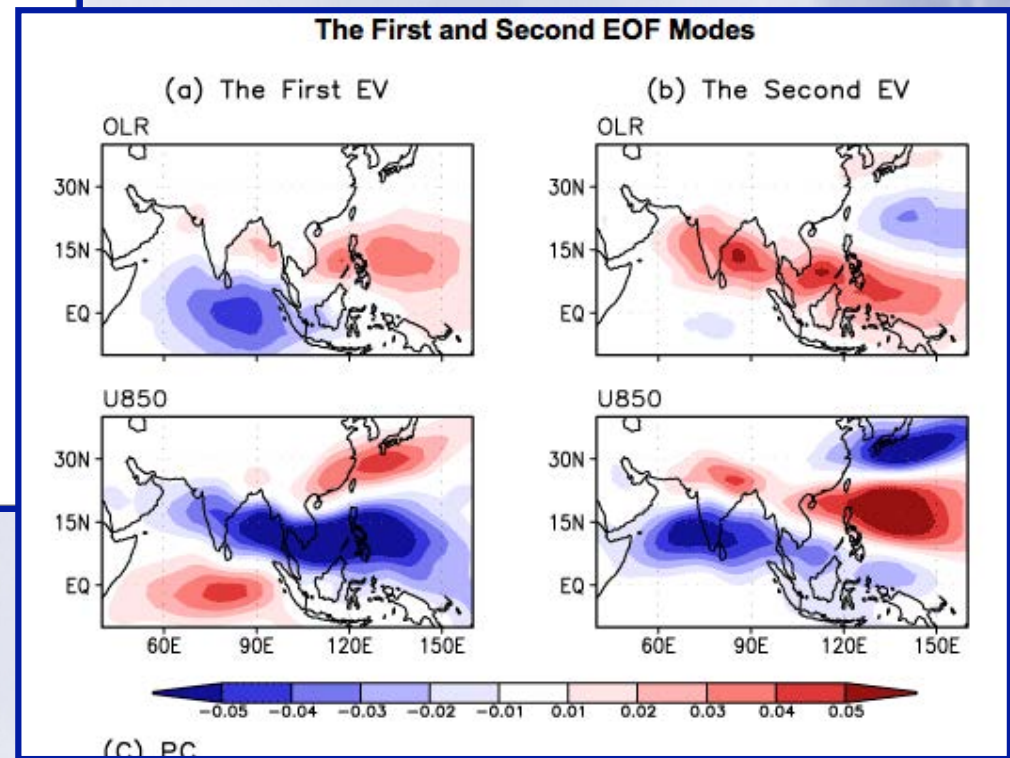 The First and Second EOF Modes
(a) The First EV
(b) The Second EV
OLR
OLR
30N
15N
EQ
30N
15N
EQ
U850
U850
30N
15N
EQ
60E 90E 120E 150E
30N
15N
EQ
60E 90E 120E 150E
-0.05 -0.04 -0.03 -0.02 -0.01 0.01 0.02 0.03 0.04 0.05
(C) PC